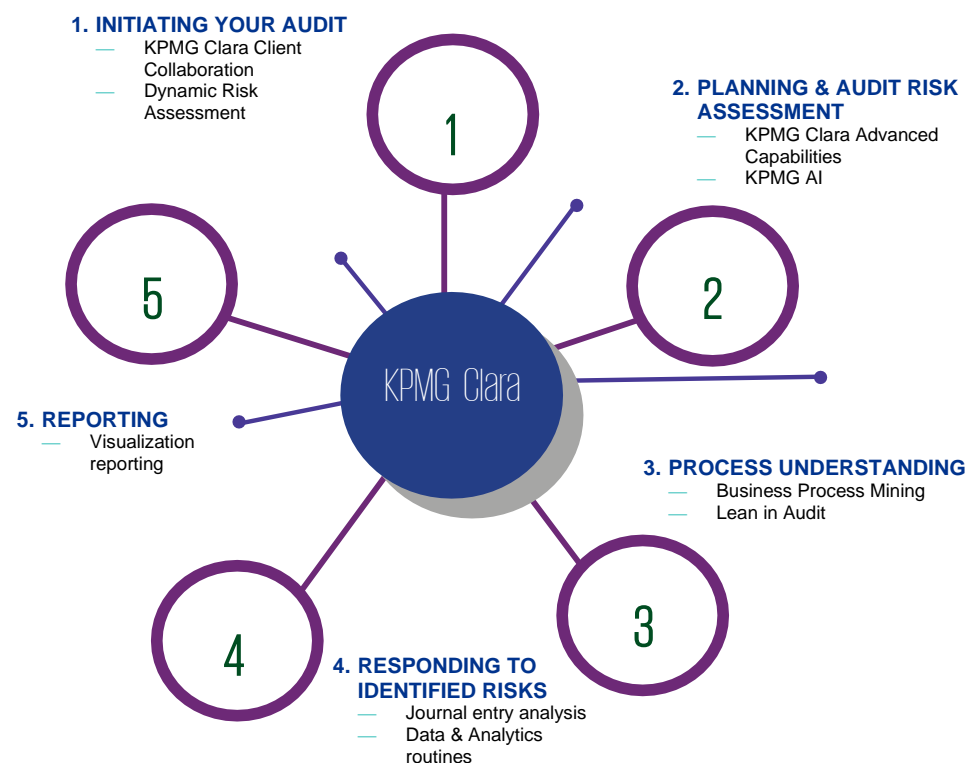 1. INITIATING YOUR AUDIT
— KPMG Clara Client
Collaboration
— Dynamic Risk
Assessment
1
2. PLANNING & AUDIT RISK
ASSESSMENT
— KPMG Clara Advanced
Capabilities
— KPMG AI
2
5
KPMG Clara
5. REPORTING
— Visualization
reporting
3. PROCESS UNDERSTANDING
— Business Process Mining
— Lean in Audit
3
4
4. RESPONDING TO
IDENTIFIED RISKS
— Journal entry analysis
— Data & Analytics
routines